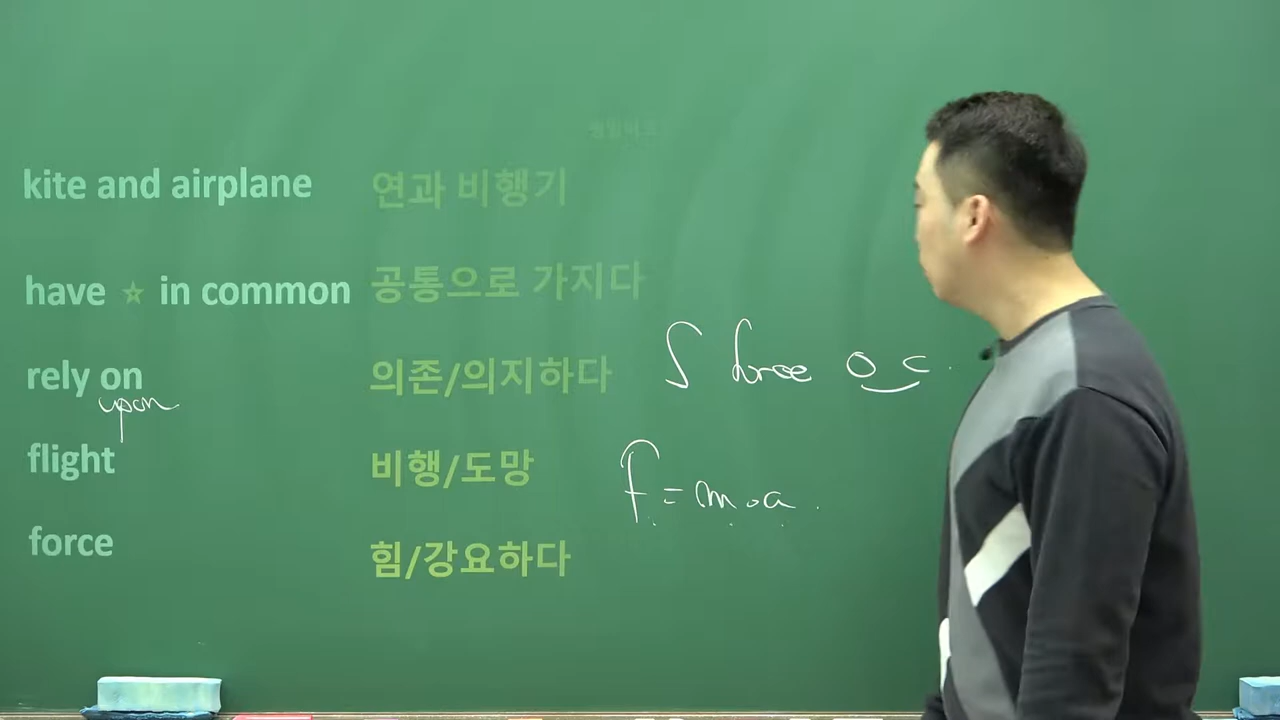 kite and airplane 연과 비행기
have ☆ in common 공통으로 가지다
rely on 의존/의지하다
upon
S force O C.
flight 비행/도망
f = m.a.
force 힘/강요하다